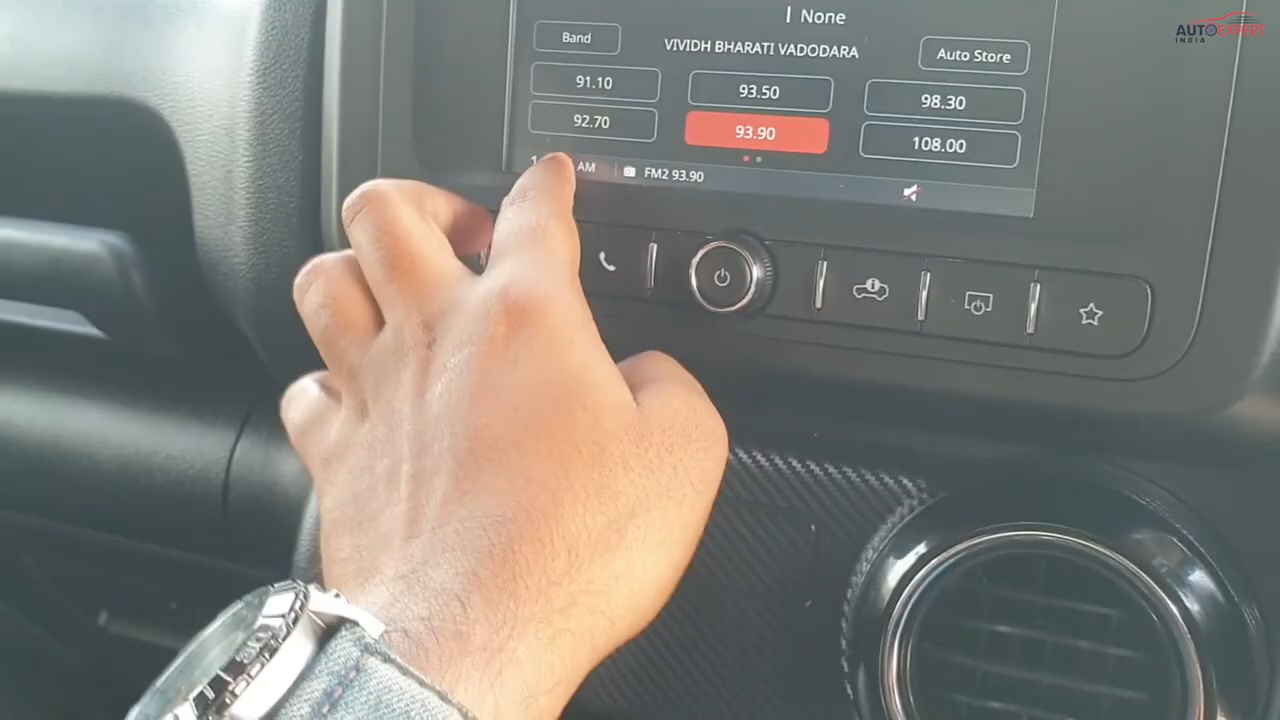 None
Band
VIVIDH BHARATI VADODARA
Auto Store
91.10
93.50
98.30
92.70
93.90
108.00
AM
FM2 93.90
AUTOEXPERT
INDIA